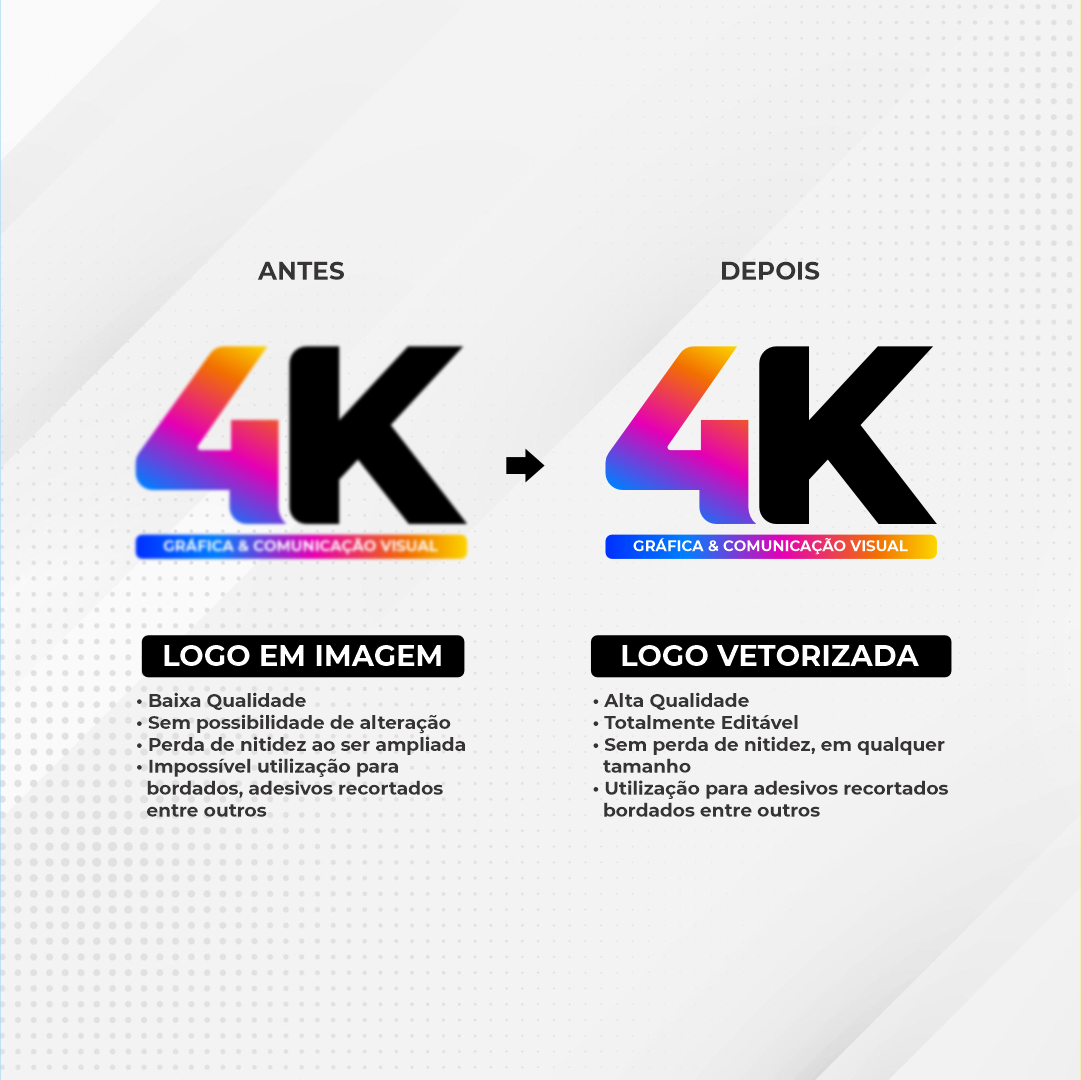 ANTES
4K
GRÁFICA & COMUNICAÇÃO VISUAL
LOGO EM IMAGEM
• Baixa Qualidade
• Sem possibilidade de alteração
• Perda de nitidez ao ser ampliada
• Impossível utilização para
bordados, adesivos recortados
entre outros
DEPOIS
4K
GRÁFICA & COMUNICAÇÃO VISUAL
LOGO VETORIZADA
• Alta Qualidade
• Totalmente Editável
• Sem perda de nitidez, em qualquer
tamanho
• Utilização para adesivos recortados
bordados entre outros